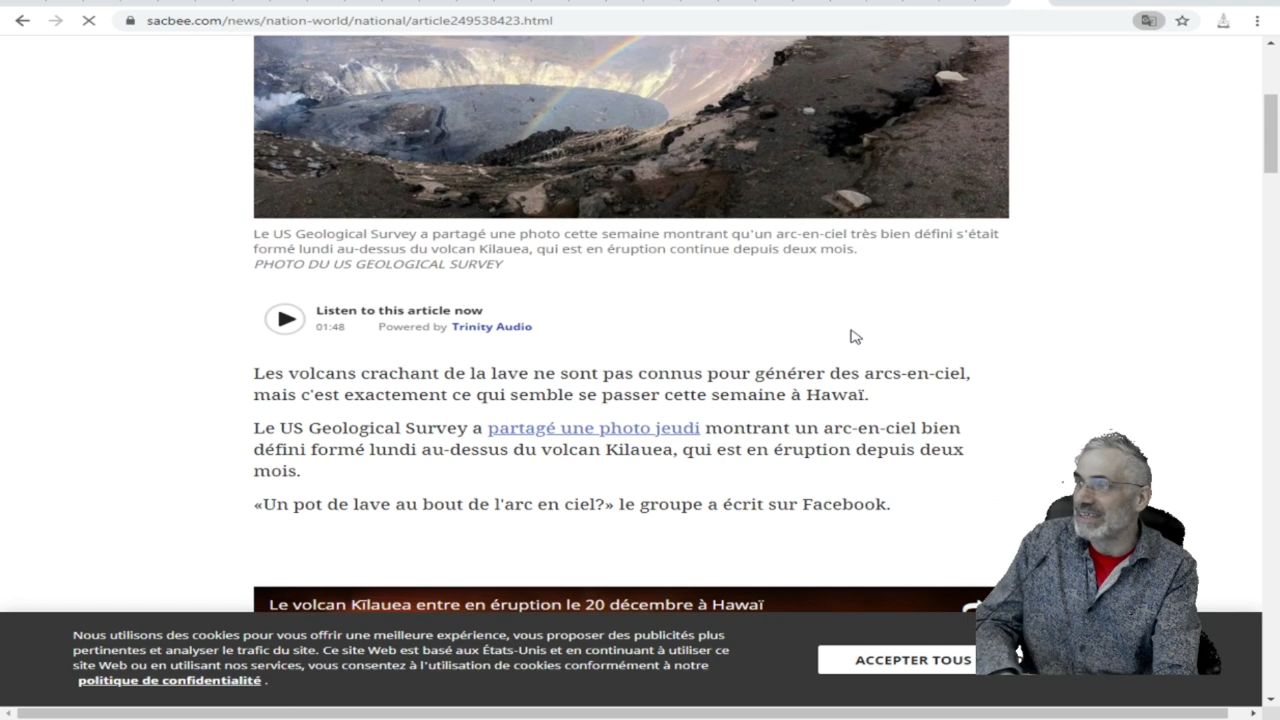 sacbee.com/news/nation-world/national/article249538423.html
Le US Geological Survey a partagé une photo cette semaine montrant qu'un arc-en-ciel très bien défini s'était
formé lundi au-dessus du volcan Kilauea, qui est en éruption continue depuis deux mois.
PHOTO DU US GEOLOGICAL SURVEY
Listen to this article now
01:48 Powered by Trinity Audio
Les volcans crachant de la lave ne sont pas connus pour générer des arcs-en-ciel,
mais c'est exactement ce qui semble se passer cette semaine à Hawaï.
Le US Geological Survey a partagé une photo jeudi montrant un arc-en-ciel bien
défini formé lundi au-dessus du volcan Kilauea, qui est en éruption depuis deux
mois.
«Un pot de lave au bout de l'arc en ciel?» le groupe a écrit sur Facebook.
Le volcan Kīlauea entre en éruption le 20 décembre à Hawaï
Nous utilisons des cookies pour vous offrir une meilleure expérience, vous proposer des publicités plus
pertinentes et analyser le trafic du site. Ce site Web est basé aux États-Unis et en continuant à utiliser ce
site Web ou en utilisant nos services, vous consentez à l'utilisation de cookies conformément à notre
politique de confidentialité .
ACCEPTER TOUS